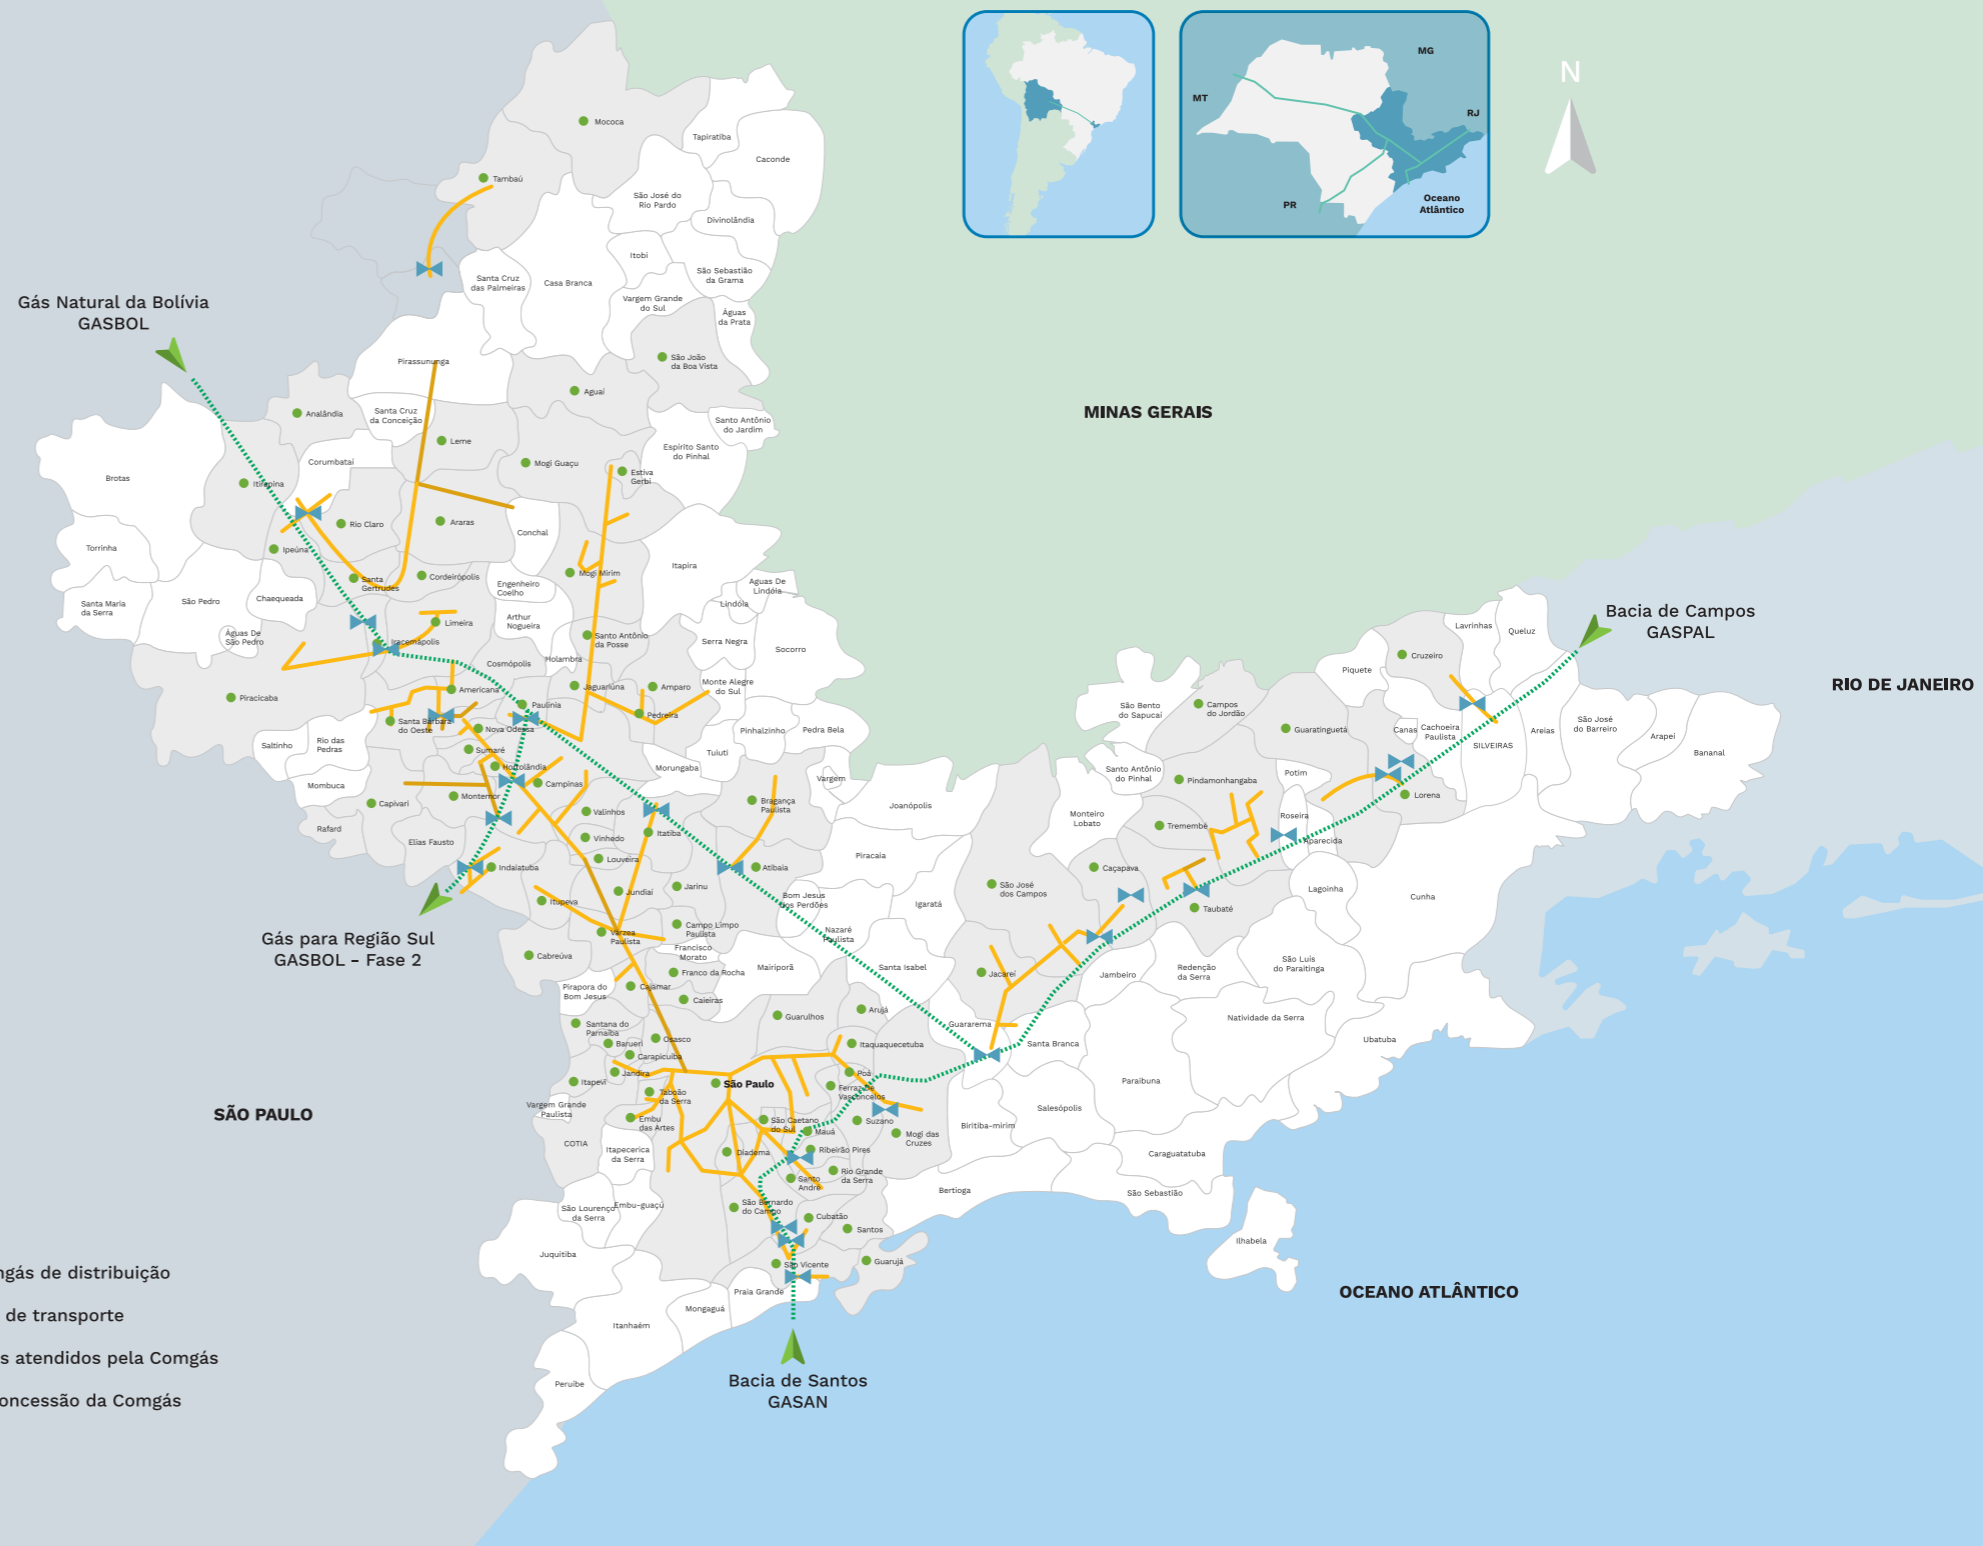 MG
MT
RJ
PR
Oceano
Atlântico
N
Gás Natural da Bolívia
GASBOL
MINAS GERAIS
Bacia de Campos
GASPAL
RIO DE JANEIRO
Gás para Região Sul
GASBOL - Fase 2
SÃO PAULO
OCEANO ATLÂNTICO
Bacia de Santos
GASAN
ngás de distribuição
de transporte
s atendidos pela Comgás
oncessão da Comgás
Mococa
Tapiratiba
Caconde
Tambaú
São José do
Rio Pardo
Divinolândia
Itobi
São Sebastião
da Grama
Santa Cruz
das Palmeiras
Casa Branca
Vargem Grande
do Sul
Águas
da Prata
Pirassununga
São João
da Boa Vista
Aguaí
Analândia
Santa Cruz
da Conceição
Santo Antônio
do Jardim
Leme
Espírito Santo
do Pinhal
Corumbataí
Mogi Guaçu
Estiva
Gerbi
Brotas
Itirapina
Rio Claro
Araras
Conchal
Torrinha
Ipeúna
Itapira
Santa
Gertrudes
Cordeirópolis
Mogi Mirim
Engenheiro
Coelho
Aguas De
Lindóia
Lindóia
Santa Maria
da Serra
São Pedro
Chaequeada
Águas De
São Pedro
Limeira
Arthur
Nogueira
Iracemápolis
Santo Antônio
da Posse
Serra Negra
Socorro
Cosmópolis
Holambra
Piracicaba
Americana
Jaguariúna
Amparo
Monte Alegre
do Sul
Paulínia
Pedreira
Santa Bárbara
do Oeste
Nova Odessa
Pinhalzinho
Pedra Bela
Saltinho
Rio das
Pedras
Sumaré
Tuiuti
Hortolândia
Morungaba
Vargem
Mombuca
Campinas
Capivari
Montemor
Bragança
Paulista
Joanópolis
Valinhos
Rafard
Vinhedo
Itatiba
Elias Fausto
Louveira
Piracaia
Indaiatuba
Atibaia
Jundiaí
Jarinu
Itupeva
Bom Jesus
dos Perdões
Igaratá
Várzea
Paulista
Campo Limpo
Paulista
Nazaré
Paulista
Cabreúva
Francisco
Morato
Mairiporã
Santa Isabel
Franco da Rocha
Pirapora do
Bom Jesus
Cajamar
Caieiras
Guarulhos
Arujá
Santana do
Parnaíba
Osasco
Barueri
Carapicuíba
Itaquaquecetuba
Jandira
Poá
Itapevi
São Paulo
Taboão
da Serra
Ferraz De
Vasconcelos
Vargem Grande
Paulista
Embu
das Artes
São Caetano
do Sul
Suzano
Mauá
Mogi das
Cruzes
COTIA
Itapecerica
da Serra
Diadema
Ribeirão Pires
Rio Grande
da Serra
Santo
André
São Lourenço
da Serra
Embu-guaçú
São Bernardo
do Campo
Cubatão
Santos
Juquitiba
São Vicente
Guarujá
Praia Grande
Mongaguá
Itanhaém
Peruíbe
Cruzeiro
Lavrinhas
Queluz
Piquete
São Bento
do Sapucaí
Campos
do Jordão
Guaratinguetá
Canas
Cachoeira
Paulista
SILVEIRAS
Areias
São José
do Barreiro
Arapeí
Bananal
Santo Antônio
do Pinhal
Pindamonhangaba
Potim
Lorena
Monteiro
Lobato
Tremembé
Roseira
Aparecida
Caçapava
São José
dos Campos
Lagoinha
Cunha
Taubaté
Jacareí
Jambeiro
Redenção
da Serra
São Luis
do Paraitinga
Guararema
Santa Branca
Natividade da Serra
Ubatuba
Paraibuna
Salesópolis
Biritiba-mirim
Caraguatatuba
Bertioga
São Sebastião
Ilhabela